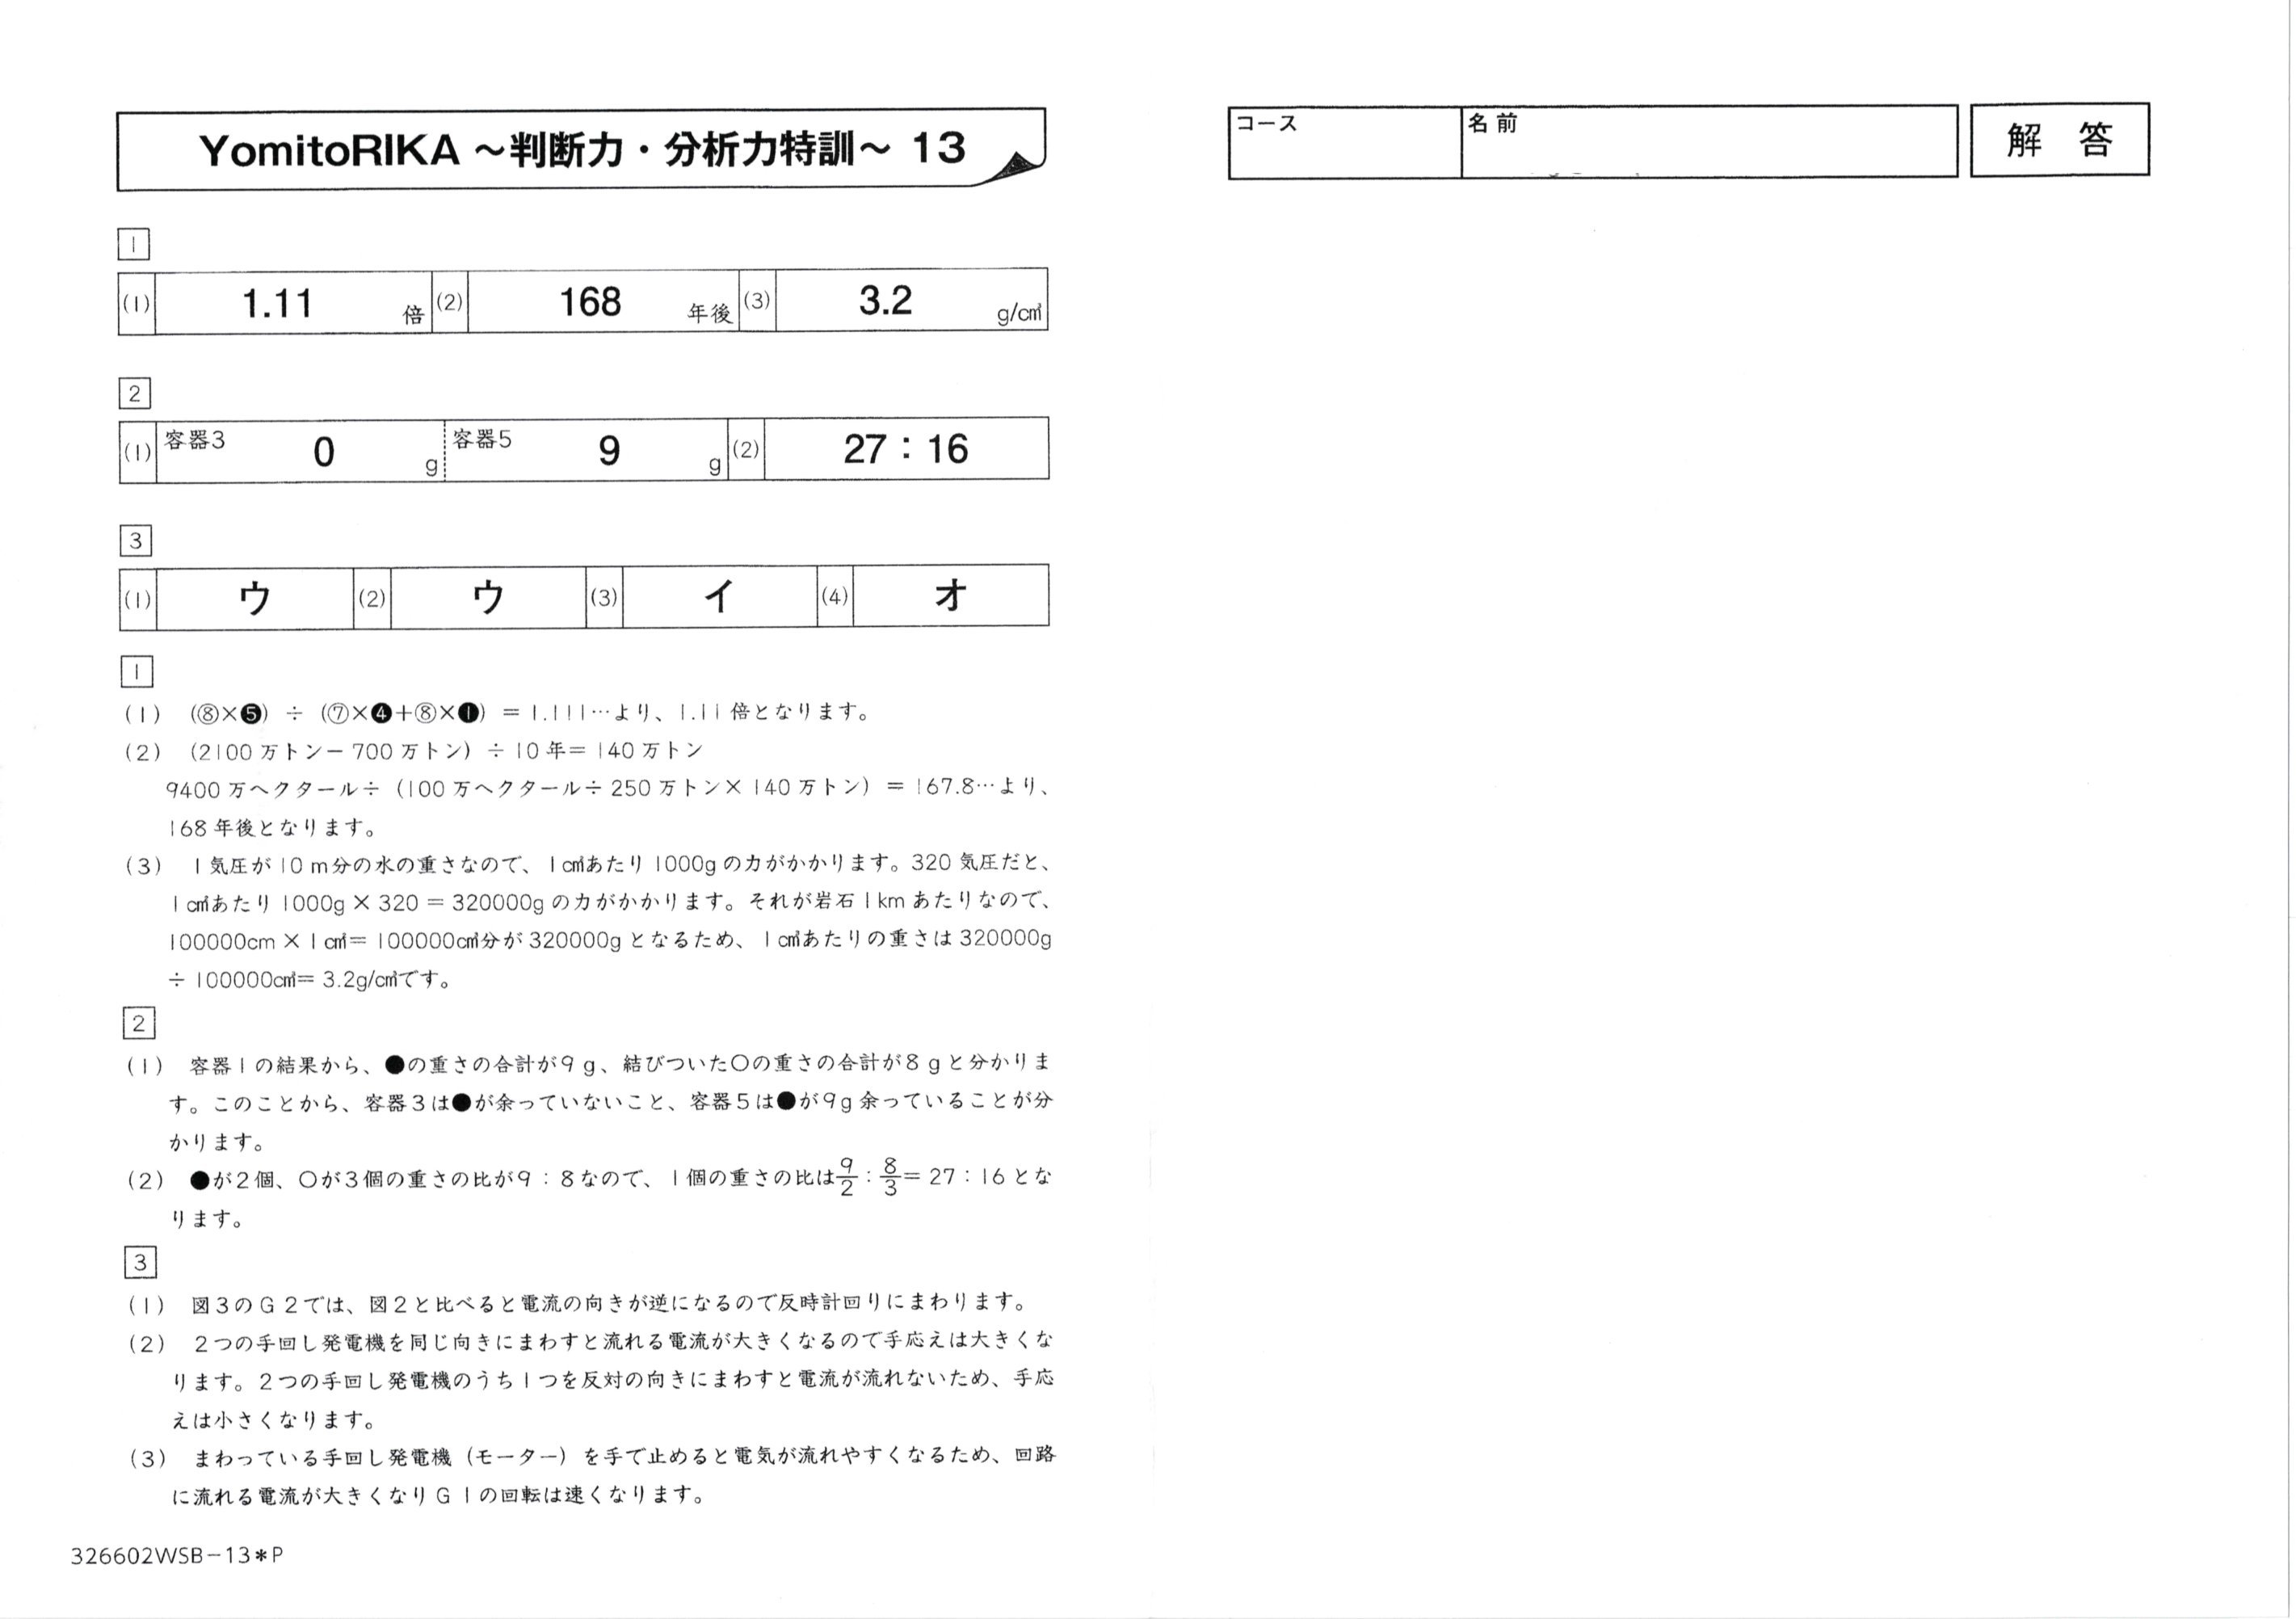 YomitoRIKA ～判断力・分析力特訓～ 13
コース
名前
解 答
1
(1) 1.11 倍 (2) 168 年後 (3) 3.2 g/cm³
2
(1) 容器3 0 g 容器5 9 g (2) 27：16
3
(1) ウ (2) ウ (3) イ (4) オ
1
(1) (⑧×❺) ÷ (⑦×❹＋⑧×❶) ＝ 1.111…より、1.11 倍となります。
(2) (2100 万トン－ 700 万トン) ÷ 10 年＝ 140 万トン
9400 万ヘクタール÷ (100 万ヘクタール÷ 250 万トン× 140 万トン) ＝ 167.8…より、
168 年後となります。
(3) 1 気圧が 10 m分の水の重さなので、1 cm²あたり 1000g の力がかかります。320 気圧だと、
1 cm²あたり 1000g × 320 ＝ 320000g の力がかかります。それが岩石 1km あたりなので、
100000cm × 1 cm²＝ 100000cm³分が 320000g となるため、1 cm³あたりの重さは 320000g
÷ 100000cm³＝ 3.2g/cm³です。
2
(1) 容器 1 の結果から、●の重さの合計が 9 g、結びついた〇の重さの合計が 8 g と分かりま
す。このことから、容器 3 は●が余っていないこと、容器 5 は●が 9g 余っていることが分
かります。
(2) ●が 2 個、〇が 3 個の重さの比が 9：8 なので、1 個の重さの比は 9/2：8/3＝ 27：16 とな
ります。
3
(1) 図 3 の G 2 では、図 2 と比べると電流の向きが逆になるので反時計回りにまわります。
(2) 2 つの手回し発電機を同じ向きにまわすと流れる電流が大きくなるので手応えは大きくな
ります。2 つの手回し発電機のうち 1 つを反対の向きにまわすと電流が流れないため、手応
えは小さくなります。
(3) まわっている手回し発電機 (モーター) を手で止めると電気が流れやすくなるため、回路
に流れる電流が大きくなり G 1 の回転は速くなります。
326602WSB－13＊P